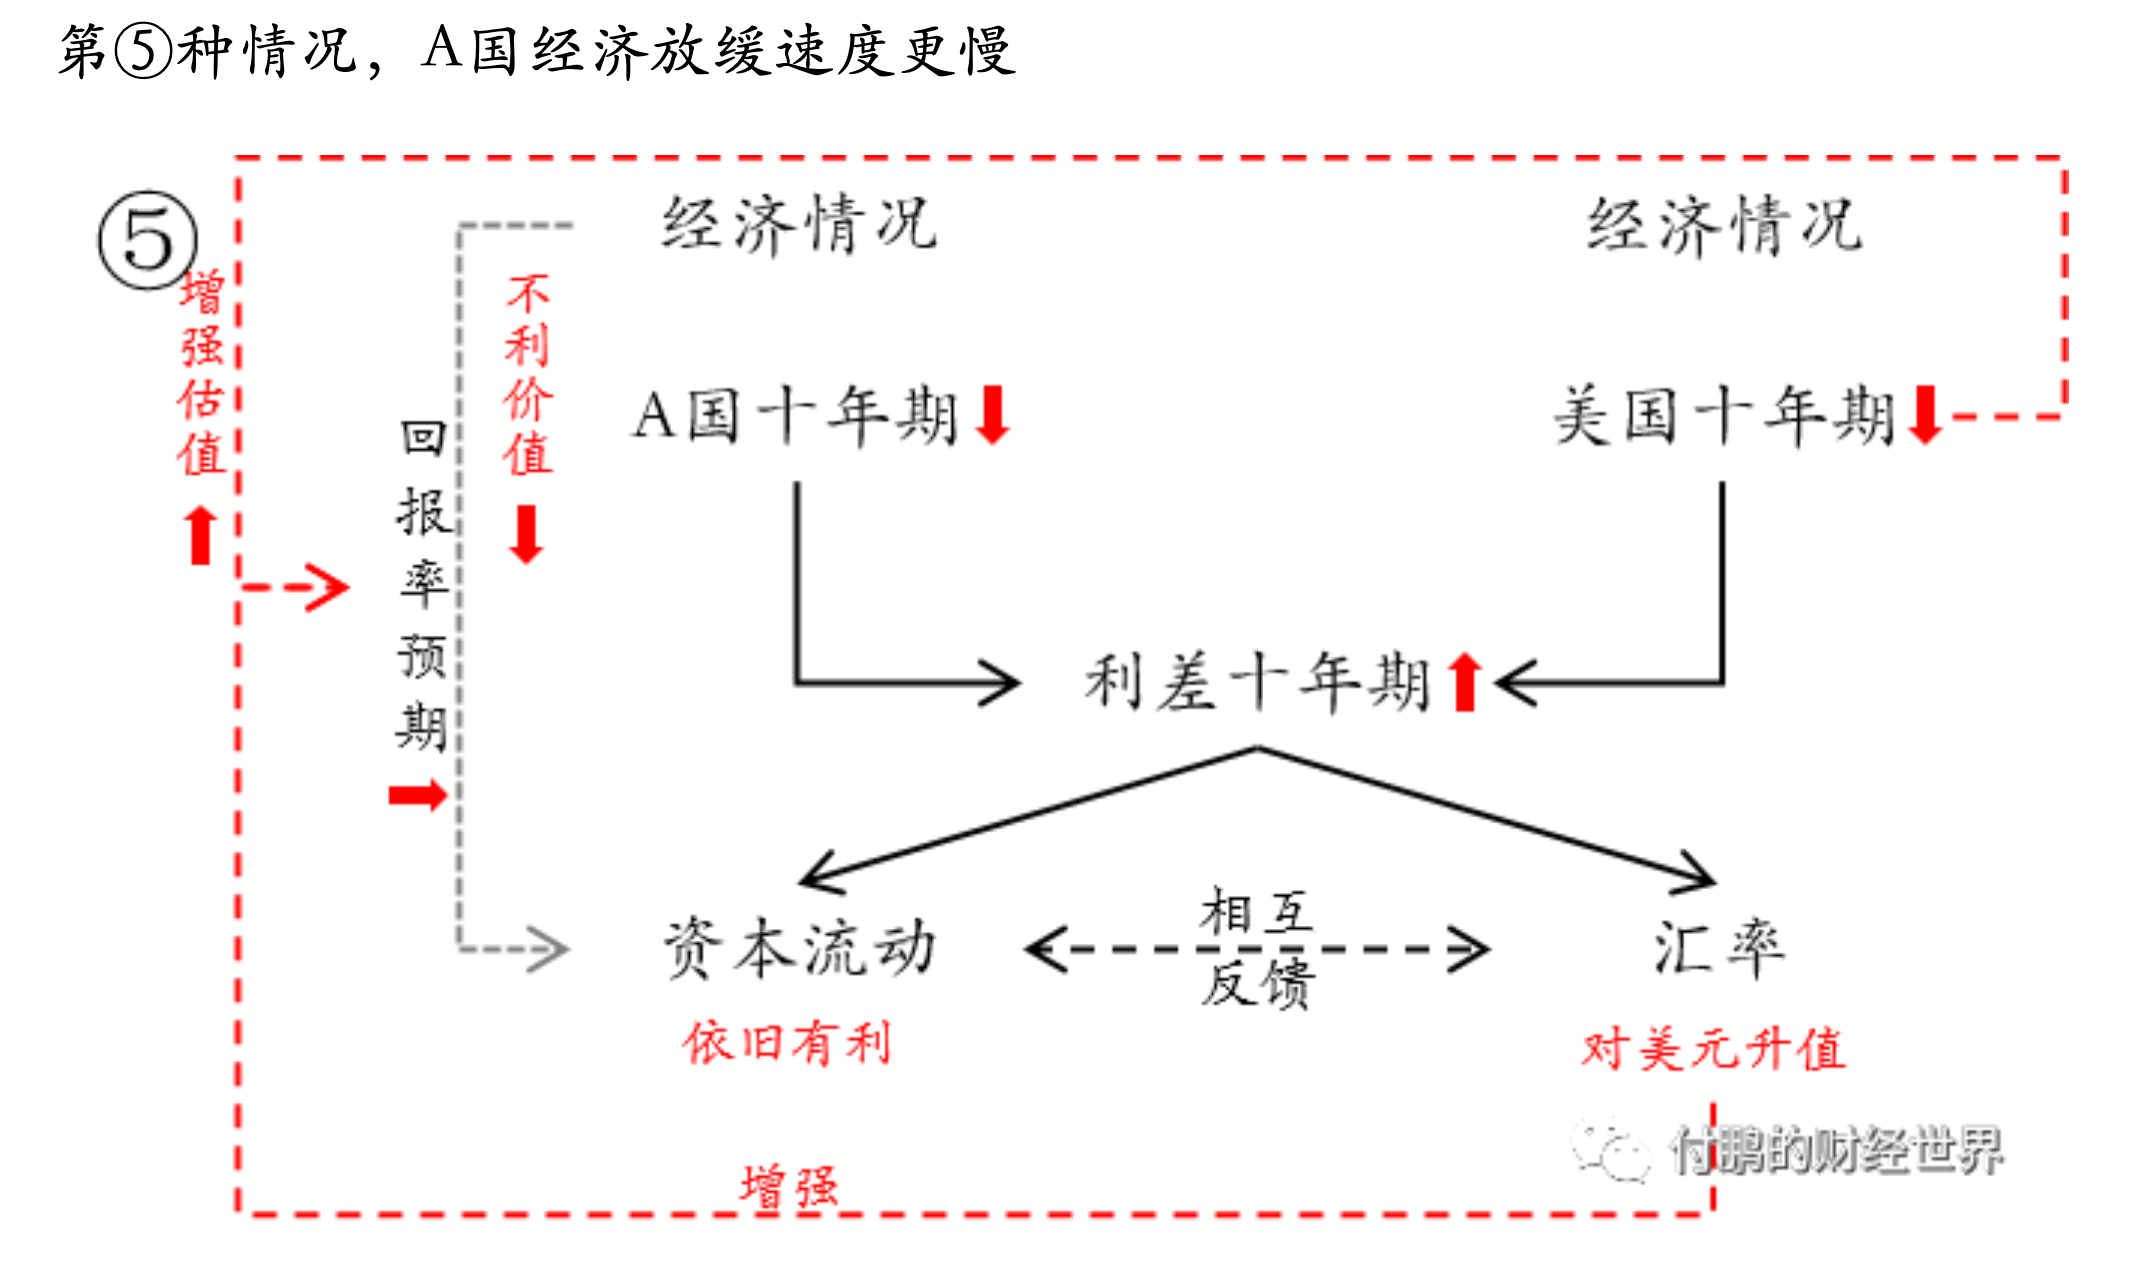 第⑤种情况，A国经济放缓速度更慢
⑤
经济情况
经济情况
增强估值
不利价值
回报率预期
A国十年期
美国十年期
利差十年期
资本流动
相互
反馈
汇率
依旧有利
对美元升值
付鹏的财经世界
增强